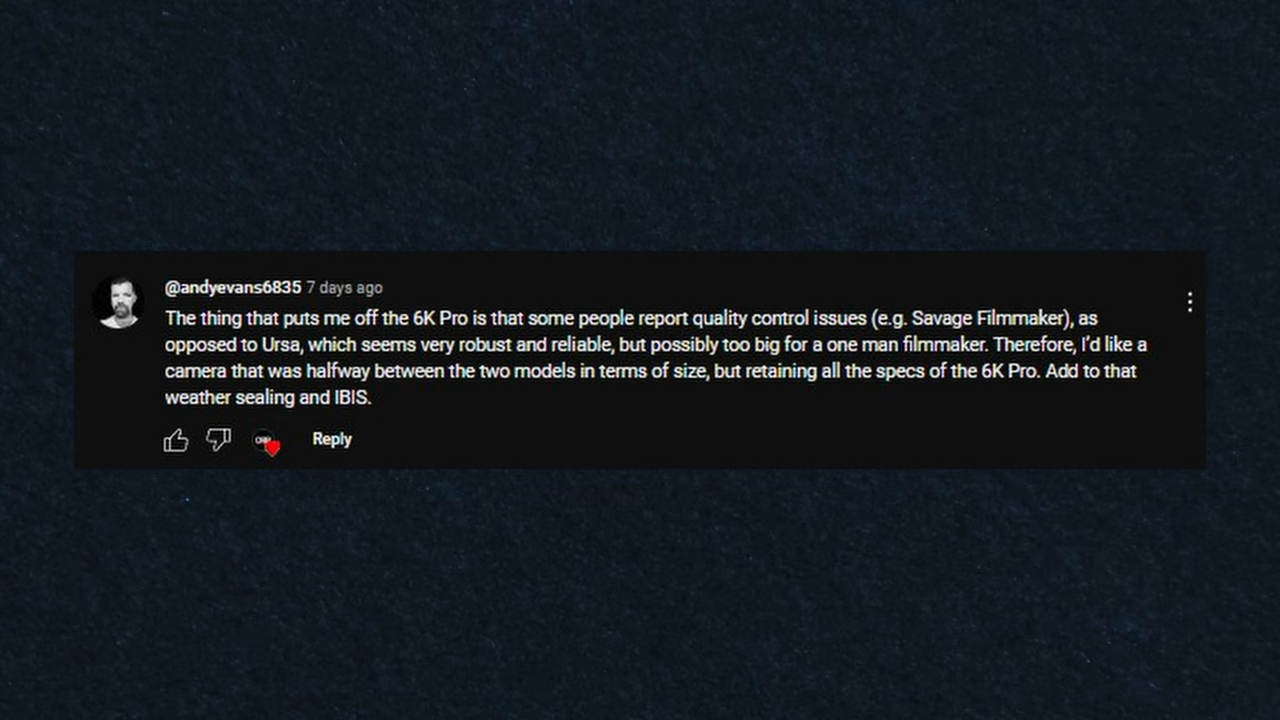 @andyevans6835 7 days ago
The thing that puts me off the 6K Pro is that some people report quality control issues (e.g. Savage Filmmaker), as
opposed to Ursa, which seems very robust and reliable, but possibly too big for a one man filmmaker. Therefore, I'd like a
camera that was halfway between the two models in terms of size, but retaining all the specs of the 6K Pro. Add to that
weather sealing and IBIS.
Reply